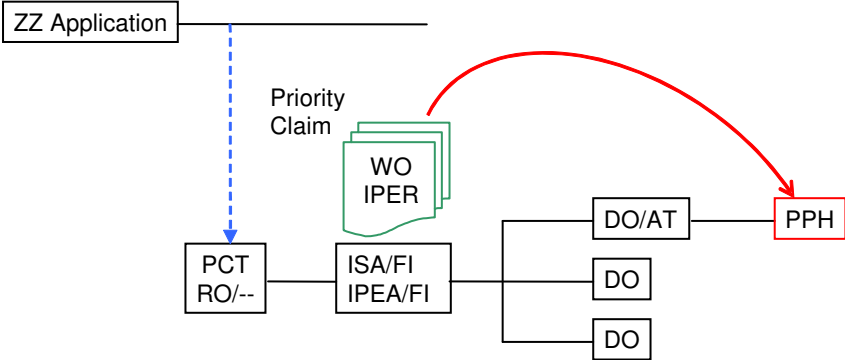 ZZ Application
Priority
Claim
WO
IPER
DO/AT
PPH
PCT
RO/--
ISA/FI
IPEA/FI
DO
DO